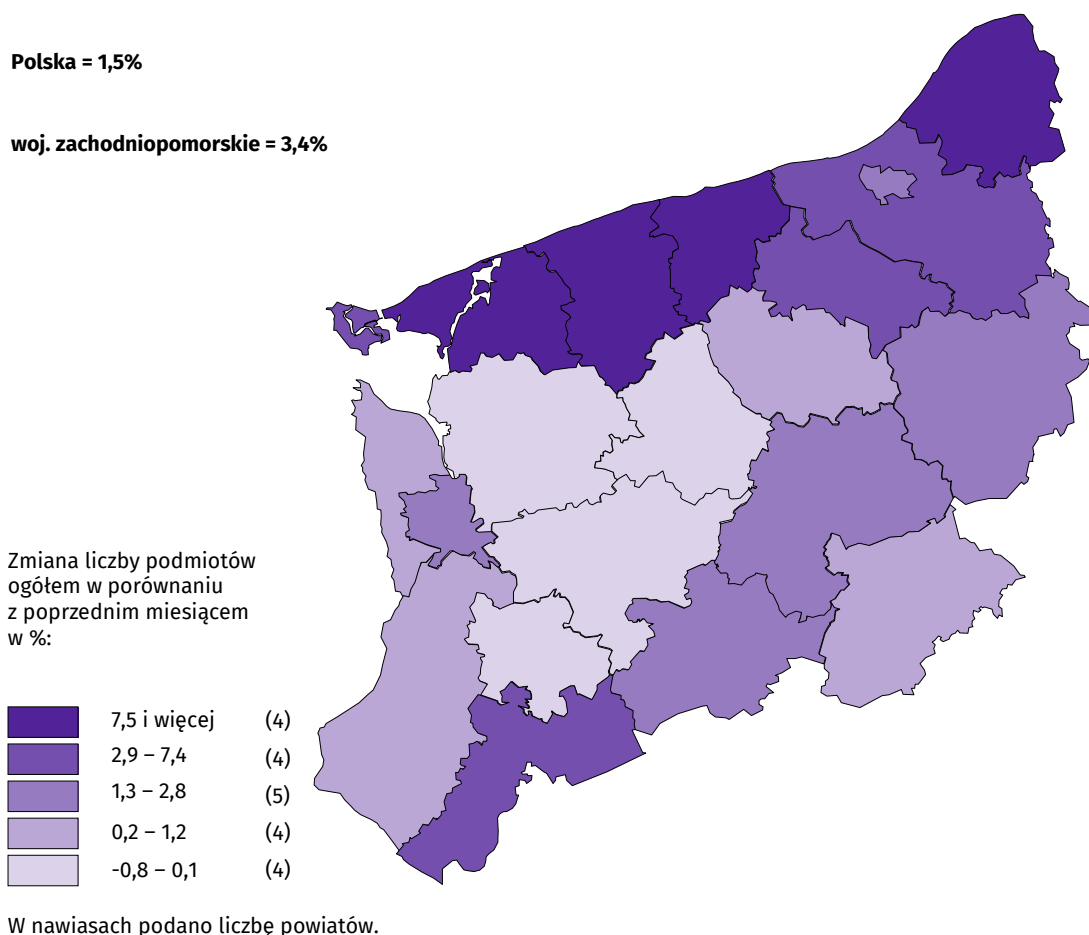 Polska = 1,5%
woj. zachodniopomorskie = 3,4%
Zmiana liczby podmiotów
ogółem w porównaniu
z poprzednim miesiącem
w %:
7,5 i więcej (4)
2,9 – 7,4 (4)
1,3 – 2,8 (5)
0,2 – 1,2 (4)
-0,8 – 0,1 (4)
W nawiasach podano liczbę powiatów.